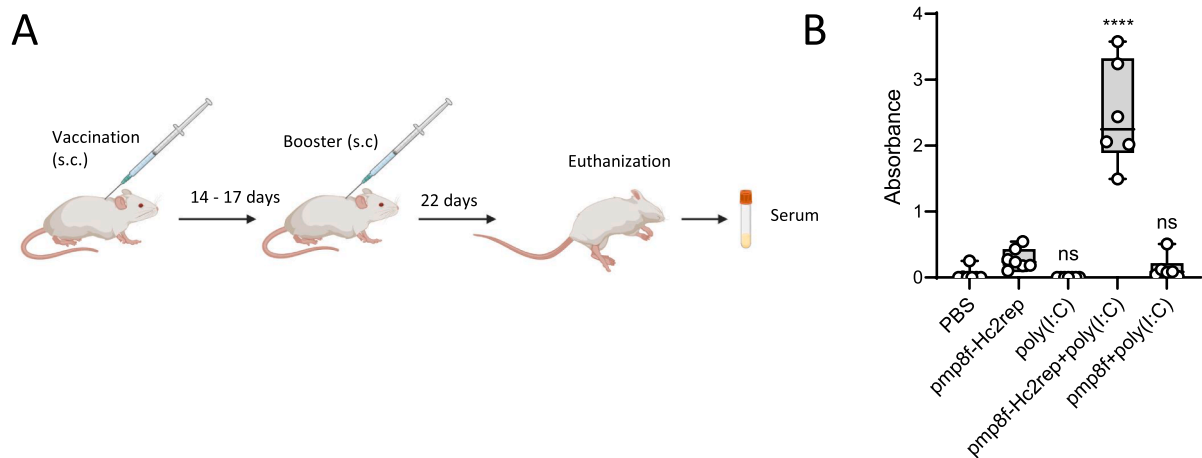 A
Vaccination
(s.c.)
14 - 17 days
Booster (s.c)
22 days
Euthanization
Serum
B
Absorbance
4
3
2
1
0
****
ns
ns
PBS
pmp8f-Hc2rep
poly(I:C)
pmp8f-Hc2rep+poly(I:C)
pmp8f+poly(I:C)